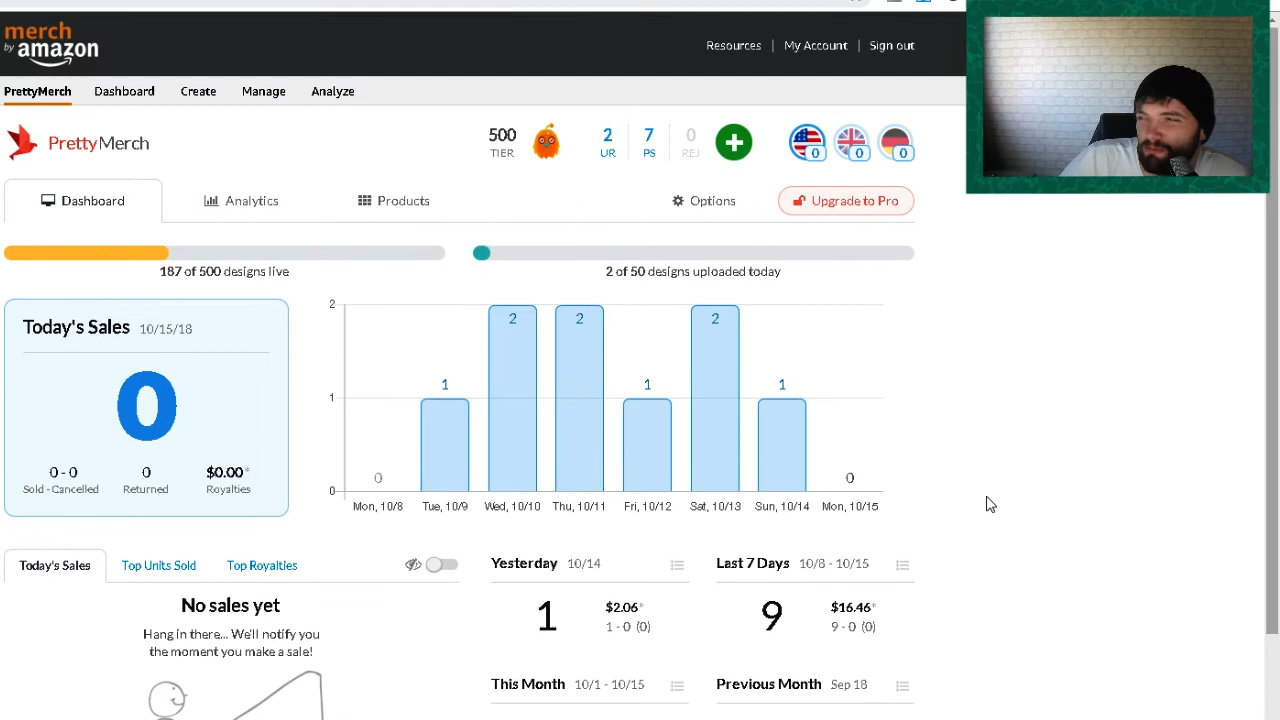 merch
by amazon
Resources | My Account | Sign out
PrettyMerch Dashboard Create Manage Analyze
PrettyMerch
500
TIER
2
UR
7
PS
0
REJ
0 0 0
Dashboard Analytics Products Options Upgrade to Pro
187 of 500 designs live
2 of 50 designs uploaded today
Today's Sales 10/15/18
0
0 - 0
Sold - Cancelled
0
Returned
$0.00*
Royalties
2
1
0
0 1 2 2 1 2 1 0
Mon, 10/8 Tue, 10/9 Wed, 10/10 Thu, 10/11 Fri, 10/12 Sat, 10/13 Sun, 10/14 Mon, 10/15
Today's Sales Top Units Sold Top Royalties
No sales yet
Hang in there... We'll notify you
the moment you make a sale!
Yesterday 10/14
1
$2.06*
1 - 0 (0)
Last 7 Days 10/8 - 10/15
9
$16.46*
9 - 0 (0)
This Month 10/1 - 10/15
Previous Month Sep 18